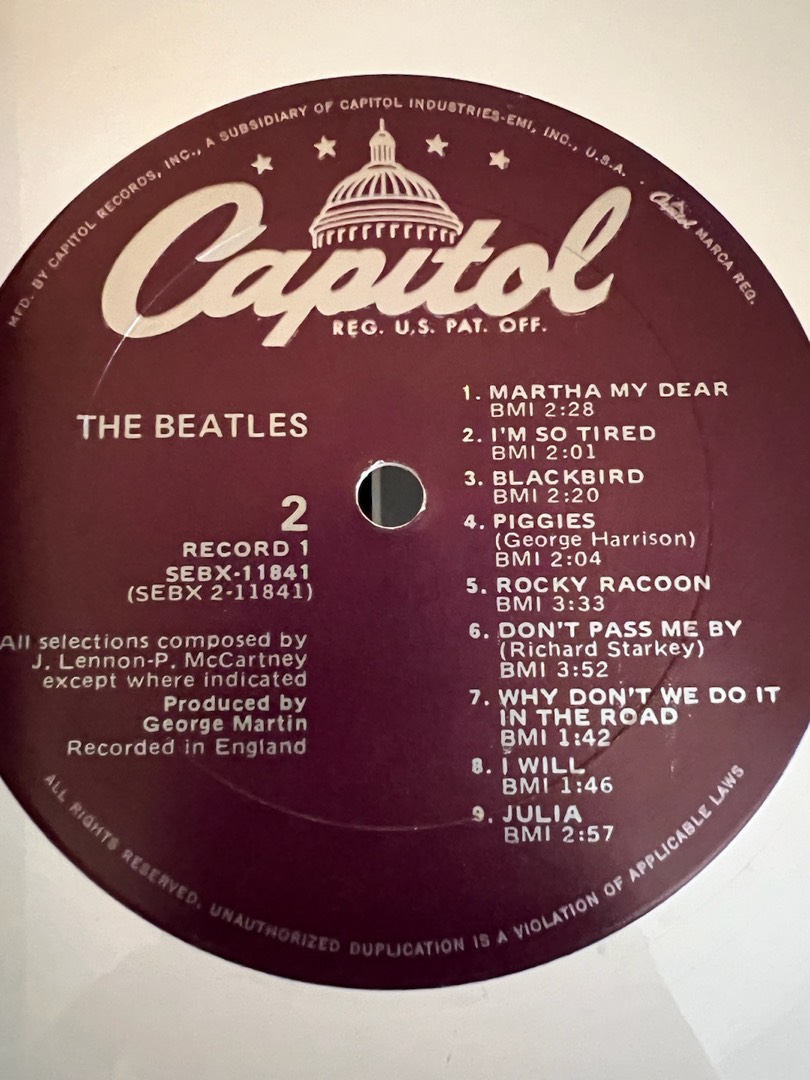 MFD. BY CAPITOL RECORDS, INC., A SUBSIDIARY OF CAPITOL INDUSTRIES-EMI, INC., U.S.A. . Capitol MARCA REG.
Capitol
REG. U.S. PAT. OFF.
THE BEATLES
2
RECORD 1
SEBX-11841
(SEBX 2-11841)
All selections composed by
J. Lennon-P. McCartney
except where indicated
Produced by
George Martin
Recorded in England
1. MARTHA MY DEAR
BMI 2:28
2. I'M SO TIRED
BMI 2:01
3. BLACKBIRD
BMI 2:20
4. PIGGIES
(George Harrison)
BMI 2:04
5. ROCKY RACOON
BMI 3:33
6. DON'T PASS ME BY
(Richard Starkey)
BMI 3:52
7. WHY DON'T WE DO IT
IN THE ROAD
BMI 1:42
8. I WILL
BMI 1:46
9. JULIA
BMI 2:57
ALL RIGHTS RESERVED. UNAUTHORIZED DUPLICATION IS A VIOLATION OF APPLICABLE LAWS